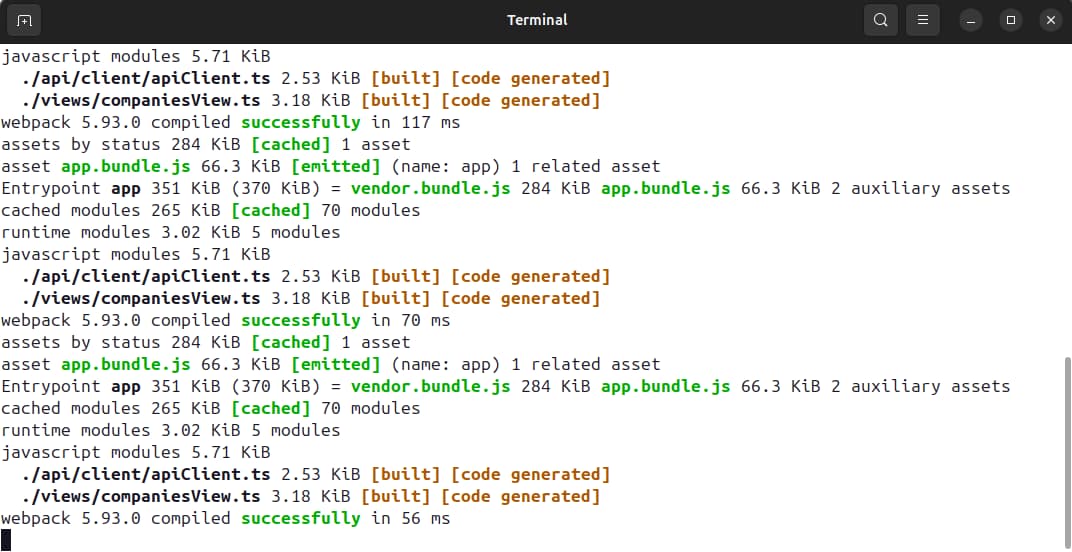 Terminal
javascript modules 5.71 KiB
  ./api/client/apiClient.ts 2.53 KiB [built] [code generated]
  ./views/companiesView.ts 3.18 KiB [built] [code generated]
webpack 5.93.0 compiled successfully in 117 ms
assets by status 284 KiB [cached] 1 asset
asset app.bundle.js 66.3 KiB [emitted] (name: app) 1 related asset
Entrypoint app 351 KiB (370 KiB) = vendor.bundle.js 284 KiB app.bundle.js 66.3 KiB 2 auxiliary assets
cached modules 265 KiB [cached] 70 modules
runtime modules 3.02 KiB 5 modules
javascript modules 5.71 KiB
  ./api/client/apiClient.ts 2.53 KiB [built] [code generated]
  ./views/companiesView.ts 3.18 KiB [built] [code generated]
webpack 5.93.0 compiled successfully in 70 ms
assets by status 284 KiB [cached] 1 asset
asset app.bundle.js 66.3 KiB [emitted] (name: app) 1 related asset
Entrypoint app 351 KiB (370 KiB) = vendor.bundle.js 284 KiB app.bundle.js 66.3 KiB 2 auxiliary assets
cached modules 265 KiB [cached] 70 modules
runtime modules 3.02 KiB 5 modules
javascript modules 5.71 KiB
  ./api/client/apiClient.ts 2.53 KiB [built] [code generated]
  ./views/companiesView.ts 3.18 KiB [built] [code generated]
webpack 5.93.0 compiled successfully in 56 ms